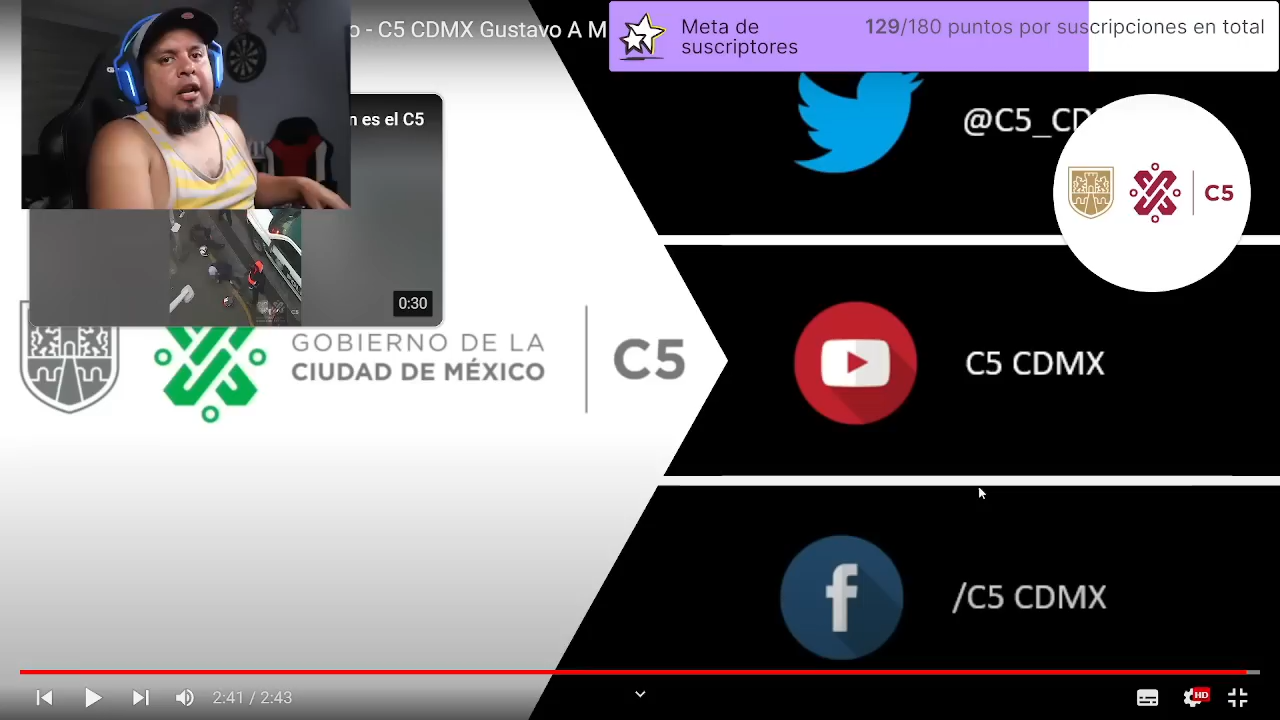 o - C5 CDMX Gustavo A M
Meta de
suscriptores
129/180 puntos por suscripciones en total
n es el C5
0:30
@C5_CD
C5
GOBIERNO DE LA
CIUDAD DE MÉXICO
C5
C5 CDMX
/C5 CDMX
2:41 / 2:43
HD